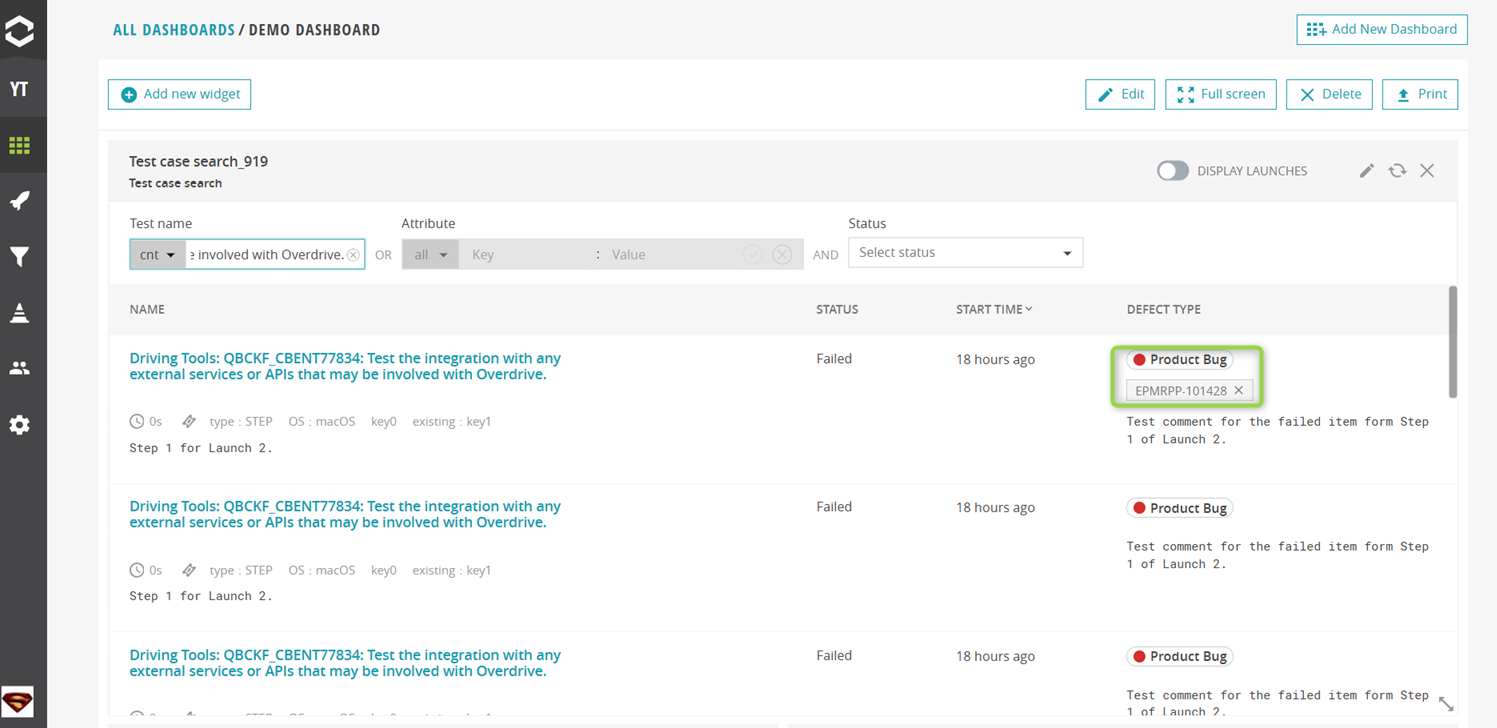 ALL DASHBOARDS / DEMO DASHBOARD
Add New Dashboard
YT
Add new widget
Edit
Full screen
Delete
Print
Test case search_919
Test case search
DISPLAY LAUNCHES
Test name
Attribute
Status
cnt
involved with Overdrive.
OR
all
Key
:
Value
AND
Select status
NAME
STATUS
START TIME
DEFECT TYPE
Driving Tools: QBCKF_CBENT77834: Test the integration with any
external services or APIs that may be involved with Overdrive.
Failed
18 hours ago
Product Bug
EPMRPP-101428
0s
type : STEP
OS : macOS
key0
existing : key1
Test comment for the failed item form Step
1 of Launch 2.
Step 1 for Launch 2.
Driving Tools: QBCKF_CBENT77834: Test the integration with any
external services or APIs that may be involved with Overdrive.
Failed
18 hours ago
Product Bug
Test comment for the failed item form Step
1 of Launch 2.
0s
type : STEP
OS : macOS
key0
existing : key1
Step 1 for Launch 2.
Driving Tools: QBCKF_CBENT77834: Test the integration with any
external services or APIs that may be involved with Overdrive.
Failed
18 hours ago
Product Bug
Test comment for the failed item form Step
1 of Launch 2.